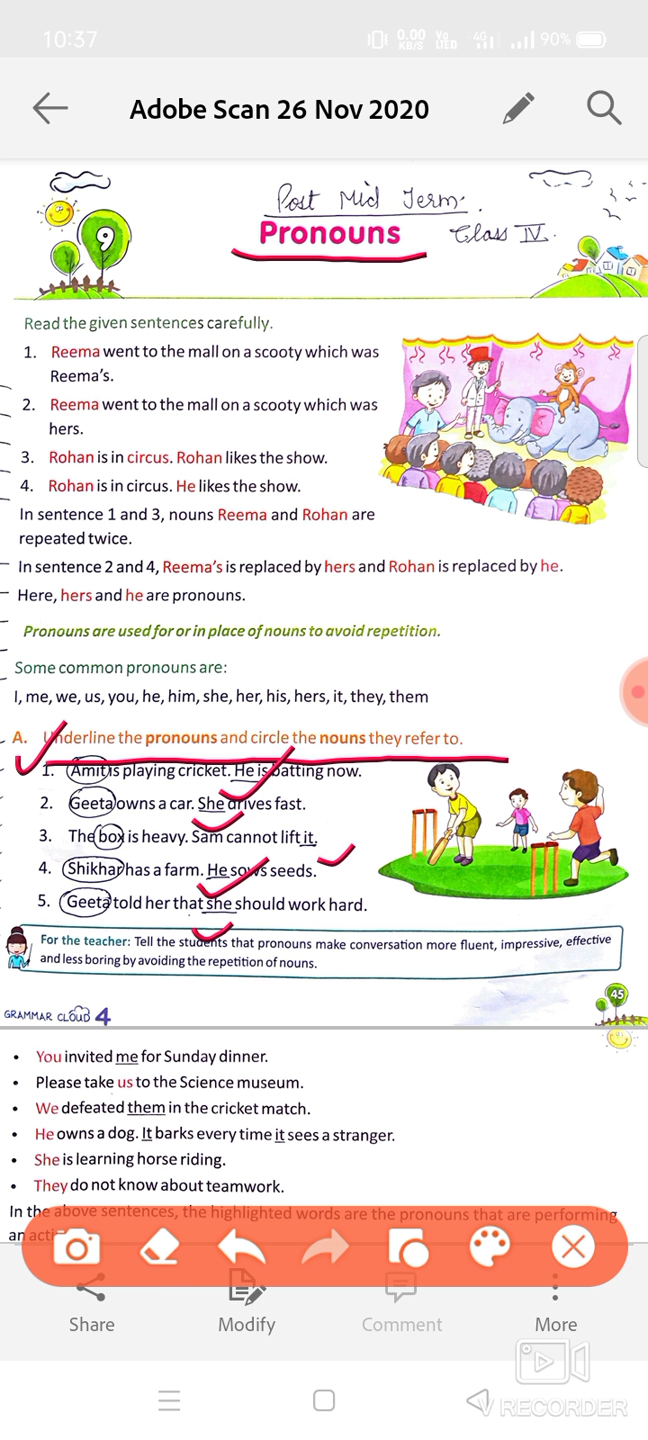 10:37
0.00 KB/S
Vo LTED
4G
90%
Adobe Scan 26 Nov 2020
Post Mid Term.
9
Pronouns
Class IV.
Read the given sentences carefully.
1. Reema went to the mall on a scooty which was
Reema's.
2. Reema went to the mall on a scooty which was
hers.
3. Rohan is in circus. Rohan likes the show.
4. Rohan is in circus. He likes the show.
In sentence 1 and 3, nouns Reema and Rohan are
repeated twice.
In sentence 2 and 4, Reema's is replaced by hers and Rohan is replaced by he.
Here, hers and he are pronouns.
Pronouns are used for or in place of nouns to avoid repetition.
Some common pronouns are:
I, me, we, us, you, he, him, she, her, his, hers, it, they, them
A. Underline the pronouns and circle the nouns they refer to.
1. Amit is playing cricket. He is batting now.
2. Geeta owns a car. She drives fast.
3. The box is heavy. Sam cannot lift it.
4. Shikhar has a farm. He sows seeds.
5. Geeta told her that she should work hard.
For the teacher: Tell the students that pronouns make conversation more fluent, impressive, effective
and less boring by avoiding the repetition of nouns.
45
GRAMMAR CLOUD 4
• You invited me for Sunday dinner.
• Please take us to the Science museum.
• We defeated them in the cricket match.
• He owns a dog. It barks every time it sees a stranger.
• She is learning horse riding.
• They do not know about teamwork.
In the above sentences, the highlighted words are the pronouns that are performing
an acti
Share
Modify
Comment
More
RECORDER